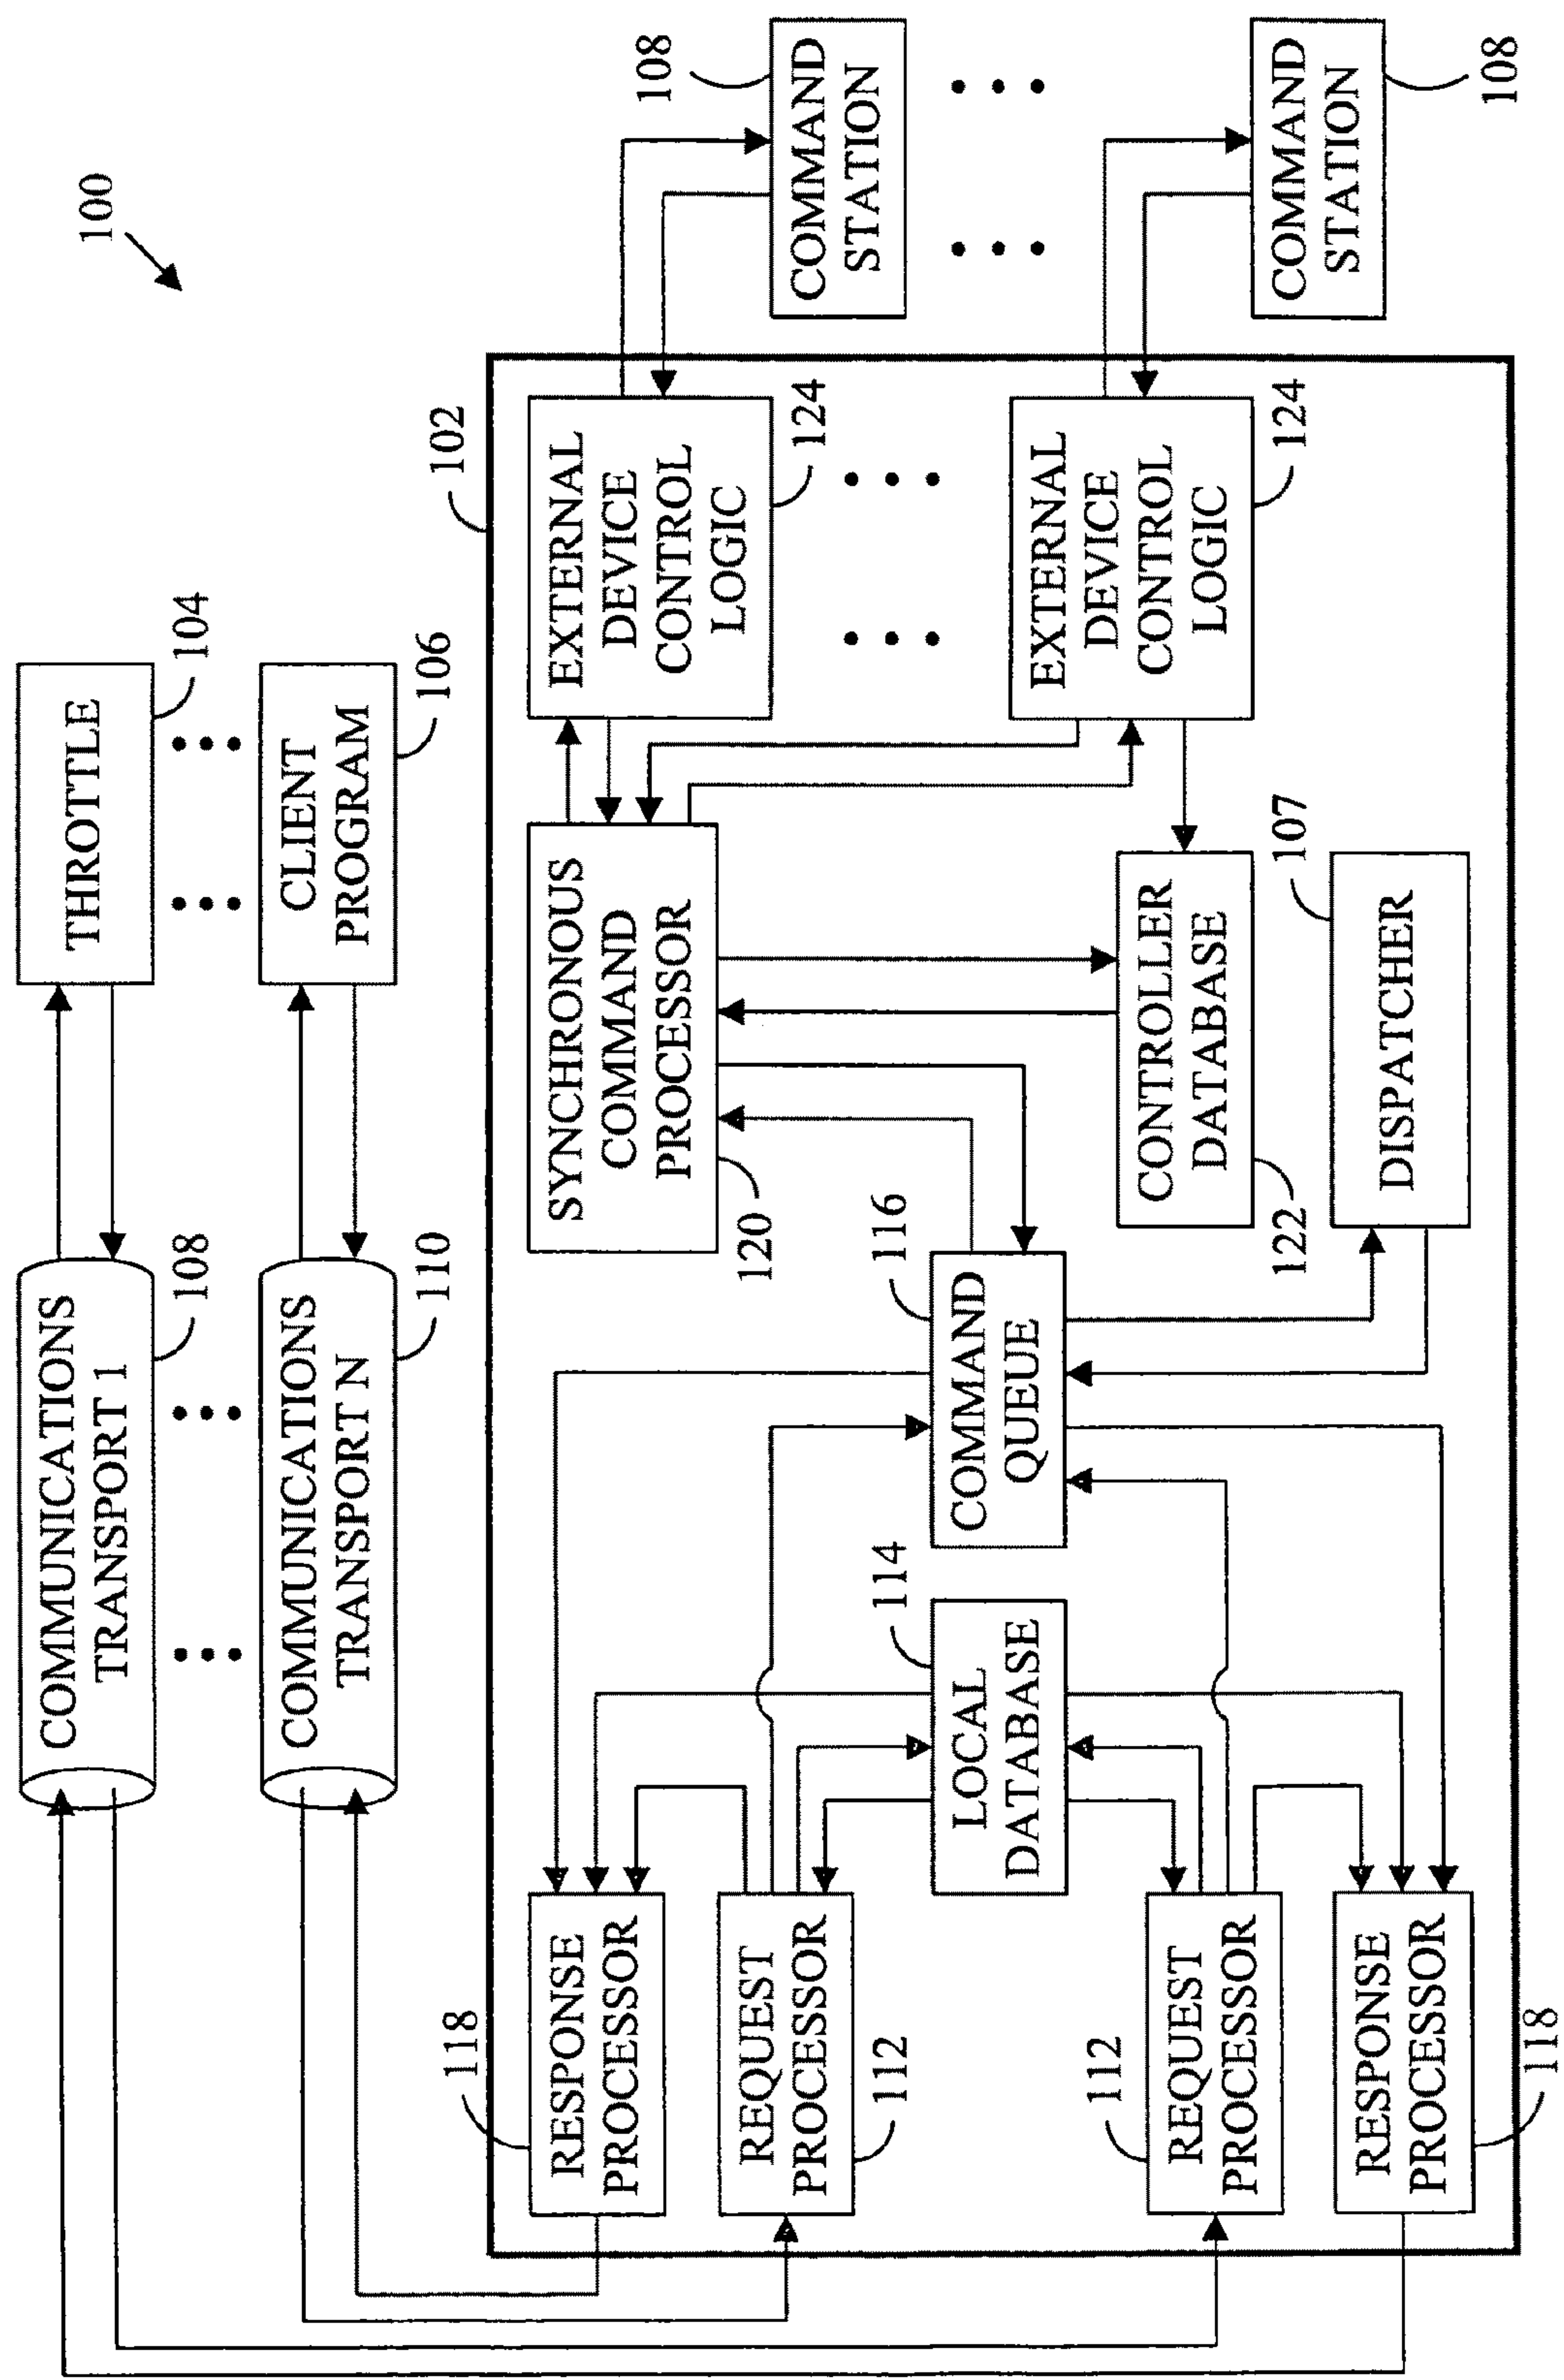 100
THROTTLE
104
CLIENT
PROGRAM
106
COMMUNICATIONS
TRANSPORT 1
108
COMMUNICATIONS
TRANSPORT N
110
102
RESPONSE
PROCESSOR
118
REQUEST
PROCESSOR
112
REQUEST
PROCESSOR
112
RESPONSE
PROCESSOR
118
LOCAL
DATABASE
114
COMMAND
QUEUE
116
SYNCHRONOUS
COMMAND
PROCESSOR
120
CONTROLLER
DATABASE
122
DISPATCHER
107
EXTERNAL
DEVICE
CONTROL
LOGIC
124
EXTERNAL
DEVICE
CONTROL
LOGIC
124
COMMAND
STATION
108
COMMAND
STATION
108